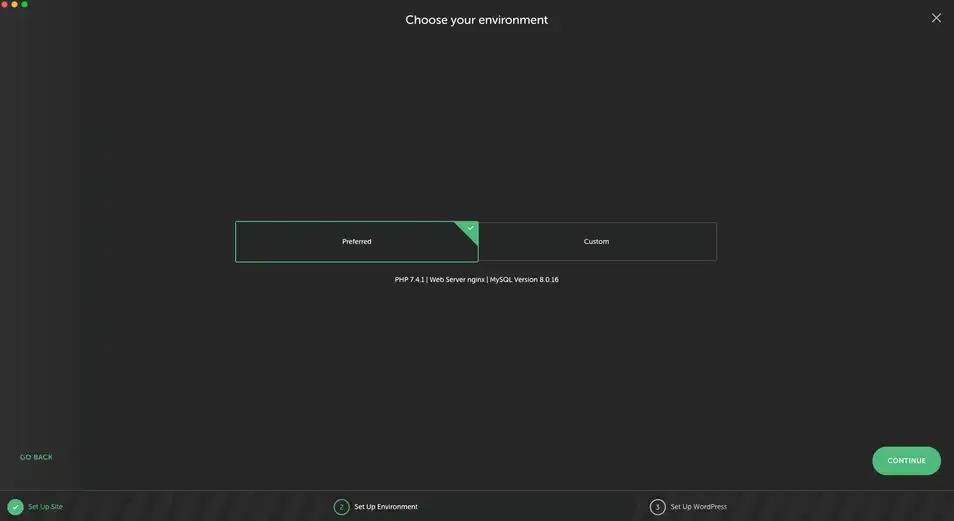 Choose your environment
Preferred
Custom
PHP 7.4.1 | Web Server nginx | MySQL Version 8.0.16
GO BACK
CONTINUE
Set Up Site
2 Set Up Environment
3 Set Up WordPress